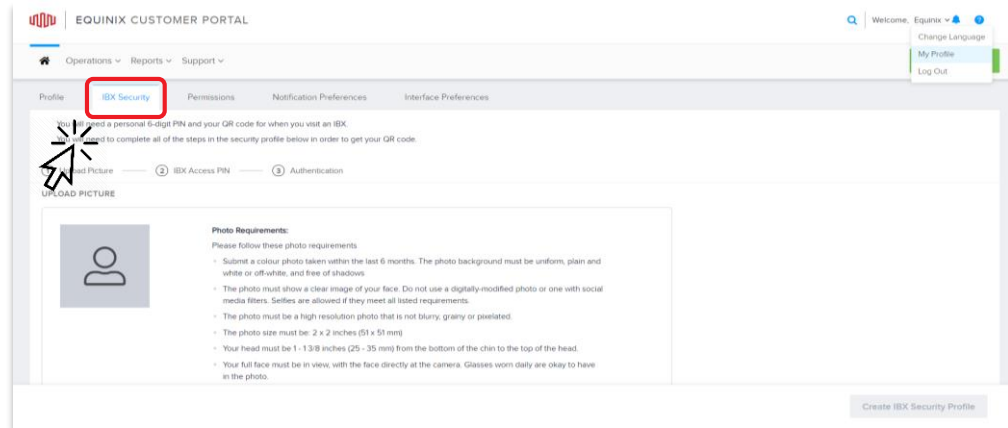 EQUINIX CUSTOMER PORTAL
Welcome, Equinix
Change Language
My Profile
Log Out
Operations Reports Support
Profile IBX Security Permissions Notification Preferences Interface Preferences
You will need a personal 6-digit PIN and your QR code for when you visit an IBX.
You will need to complete all of the steps in the security profile below in order to get your QR code.
Upload Picture 2 IBX Access PIN 3 Authentication
UPLOAD PICTURE
Photo Requirements:
Please follow these photo requirements
Submit a colour photo taken within the last 6 months. The photo background must be uniform, plain and
white or off-white, and free of shadows
The photo must show a clear image of your face. Do not use a digitally-modified photo or one with social
media filters. Selfies are allowed if they meet all listed requirements.
The photo must be a high resolution photo that is not blurry, grainy or pixelated.
The photo size must be: 2 x 2 inches (51 x 51 mm)
Your head must be 1 - 1 3/8 inches (25 - 35 mm) from the bottom of the chin to the top of the head.
Your full face must be in view, with the face directly at the camera. Glasses worn daily are okay to have
in the photo.
Create IBX Security Profile